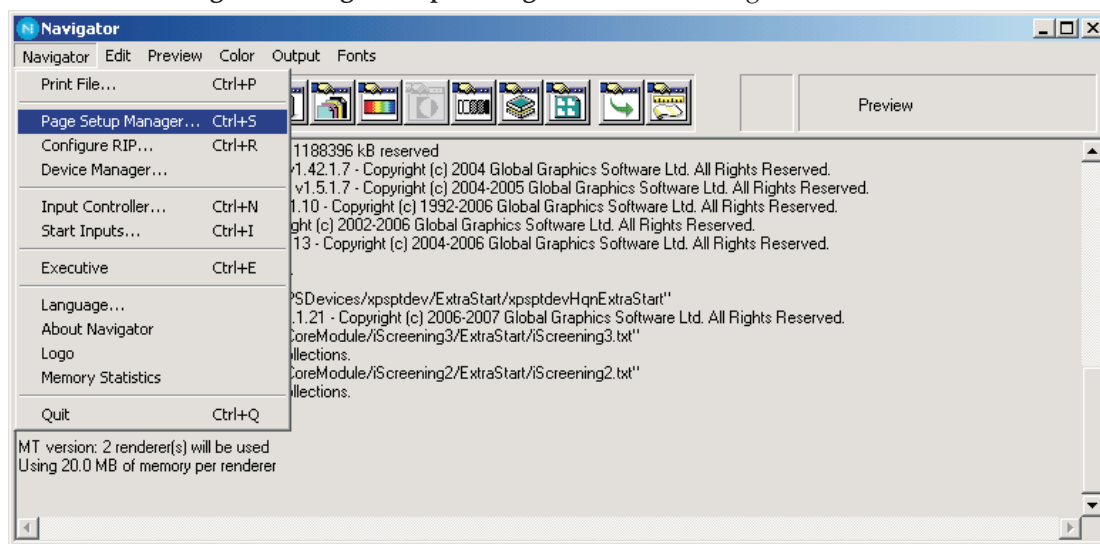 Navigator
Navigator Edit Preview Color Output Fonts
Print File... Ctrl+P
Page Setup Manager... Ctrl+S
Configure RIP... Ctrl+R
Device Manager...
Input Controller... Ctrl+N
Start Inputs... Ctrl+I
Executive Ctrl+E
Language...
About Navigator
Logo
Memory Statistics
Quit Ctrl+Q
Preview
1188396 kB reserved
v1.42.1.7 - Copyright (c) 2004 Global Graphics Software Ltd. All Rights Reserved.
v1.5.1.7 - Copyright (c) 2004-2005 Global Graphics Software Ltd. All Rights Reserved.
1.10 - Copyright (c) 1992-2006 Global Graphics Software Ltd. All Rights Reserved.
ght (c) 2002-2006 Global Graphics Software Ltd. All Rights Reserved.
13 - Copyright (c) 2004-2006 Global Graphics Software Ltd. All Rights Reserved.
PSDevices/xpsptdev/ExtraStart/xpsptdevHqnExtraStart"
.1.21 - Copyright (c) 2006-2007 Global Graphics Software Ltd. All Rights Reserved.
CoreModule/iScreening3/ExtraStart/iScreening3.txt"
llections.
CoreModule/iScreening2/ExtraStart/iScreening2.txt"
llections.
MT version: 2 renderer(s) will be used
Using 20.0 MB of memory per renderer